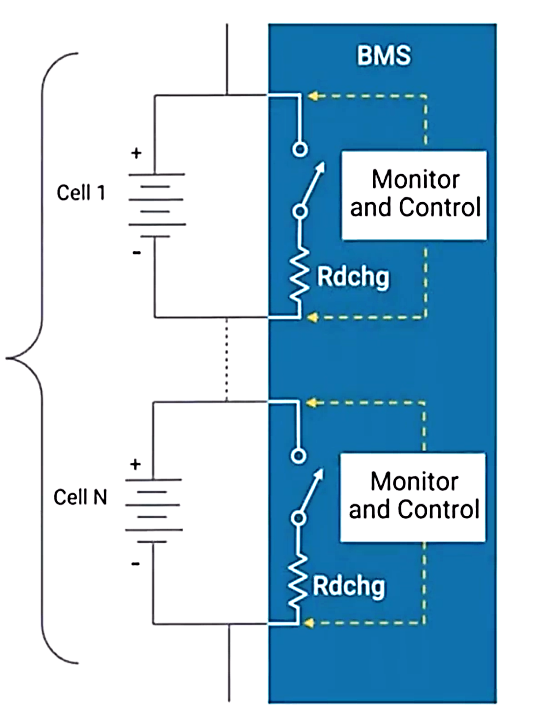 BMS
+
Cell 1
-
Monitor
and Control
Rdchg
+
Cell N
-
Monitor
and Control
Rdchg